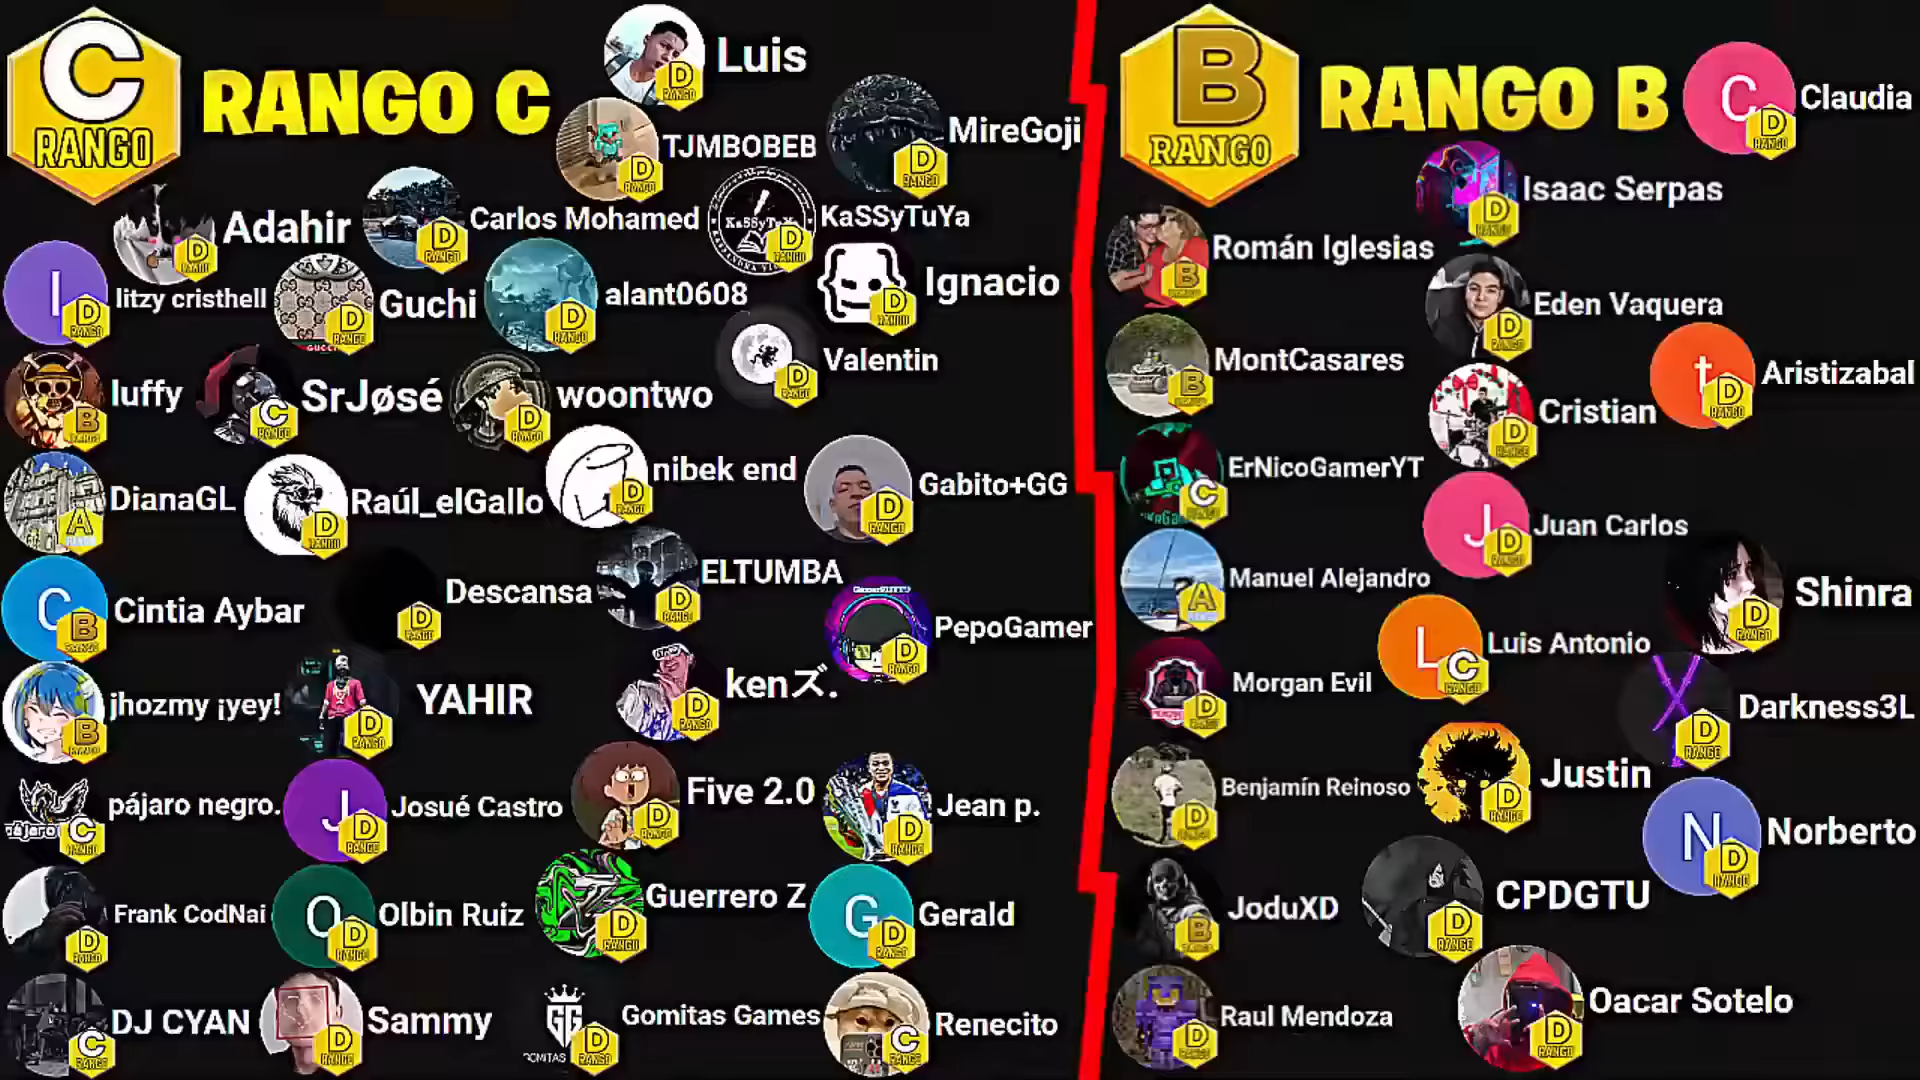 C
RANGO
RANGO C
Luis
TJMBOBEB
MireGoji
Adahir
Carlos Mohamed
KaSSyTuYa
litzy cristhell
Guchi
alant0608
Ignacio
luffy
SrJøsé
woontwo
Valentin
DianaGL
Raúl_elGallo
nibek end
Gabito+GG
Cintia Aybar
Descansa
ELTUMBA
PepoGamer
jhozmy ¡yey!
YAHIR
kenズ.
pájaro negro.
Josué Castro
Five 2.0
Jean p.
Frank CodNai
Olbin Ruiz
Guerrero Z
Gerald
DJ CYAN
Sammy
Gomitas Games
Renecito
B
RANGO
RANGO B
Claudia
Isaac Serpas
Román Iglesias
Eden Vaquera
MontCasares
Aristizabal
Cristian
ErNicoGamerYT
Juan Carlos
Manuel Alejandro
Shinra
Luis Antonio
Morgan Evil
Darkness3L
Benjamín Reinoso
Justin
Norberto
JoduXD
CPDGTU
Raul Mendoza
Oacar Sotelo